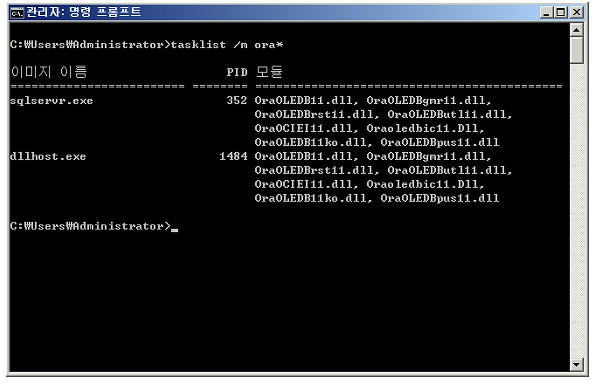 관리자: 명령 프롬프트
C:\Users\Administrator>tasklist /m ora*
이미지 이름 PID 모듈
========================= ======== ============================================
sqlservr.exe 352 OraOLEDB11.dll, OraOLEDBgmr11.dll,
OraOLEDBrst11.dll, OraOLEDButl11.dll,
OraOCIEI11.dll, Oraoledbic11.Dll,
OraOLEDB11ko.dll, OraOLEDBpus11.dll
dllhost.exe 1484 OraOLEDB11.dll, OraOLEDBgmr11.dll,
OraOLEDBrst11.dll, OraOLEDButl11.dll,
OraOCIEI11.dll, Oraoledbic11.Dll,
OraOLEDB11ko.dll, OraOLEDBpus11.dll
C:\Users\Administrator>_